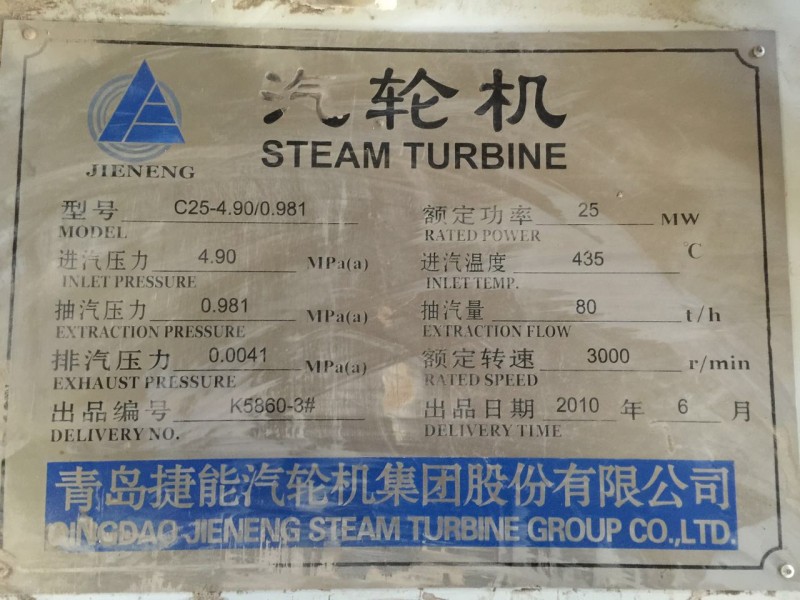 汽轮机
STEAM TURBINE
JIENENG
型号 C25-4.90/0.981
MODEL
额定功率 25 MW
RATED POWER
进汽压力 4.90 MPa(a)
INLET PRESSURE
进汽温度 435 ℃
INLET TEMP.
抽汽压力 0.981 MPa(a)
EXTRACTION PRESSURE
抽汽量 80 t/h
EXTRACTION FLOW
排汽压力 0.0041 MPa(a)
EXHAUST PRESSURE
额定转速 3000 r/min
RATED SPEED
出品编号 K5860-3#
DELIVERY NO.
出品日期 2010 年 6 月
DELIVERY TIME
青岛捷能汽轮机集团股份有限公司
QINGDAO JIENENG STEAM TURBINE GROUP CO.,LTD.